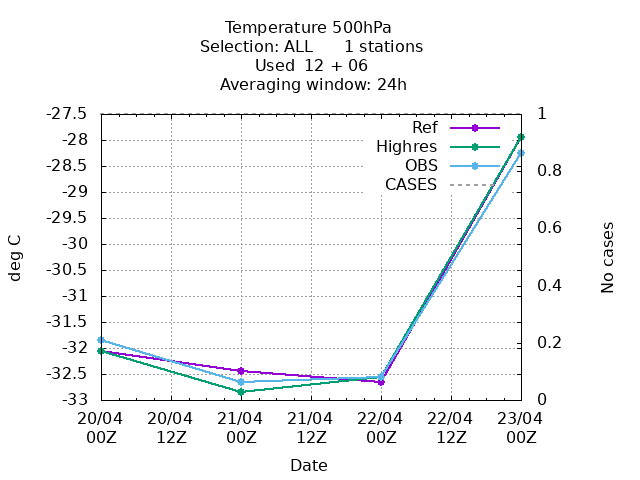 Temperature 500hPa
Selection: ALL      1 stations
Used  12 + 06
Averaging window: 24h
-27.5
-28
-28.5
-29
-29.5
-30
-30.5
-31
-31.5
-32
-32.5
-33
deg C
1
0.8
0.6
0.4
0.2
0
No cases
Ref
Highres
OBS
CASES
20/04 20/04 21/04 21/04 22/04 22/04 23/04
00Z 12Z 00Z 12Z 00Z 12Z 00Z
Date